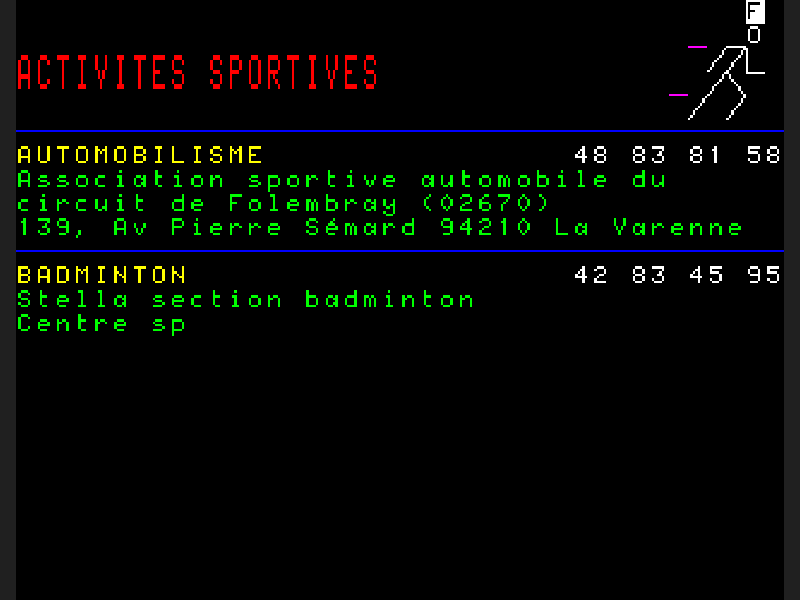 F
ACTIVITES SPORTIVES
AUTOMOBILISME 48 83 81 58
Association sportive automobile du
circuit de Folembray (02670)
139, Av Pierre Sémard 94210 La Varenne
BADMINTON 42 83 45 95
Stella section badminton
Centre sp